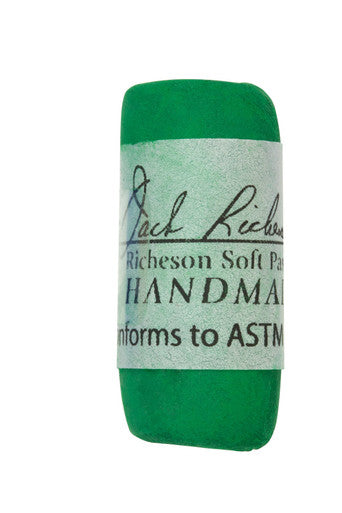 Jack Riches
Richeson Soft Pas
HANDMA
nforms to ASTM